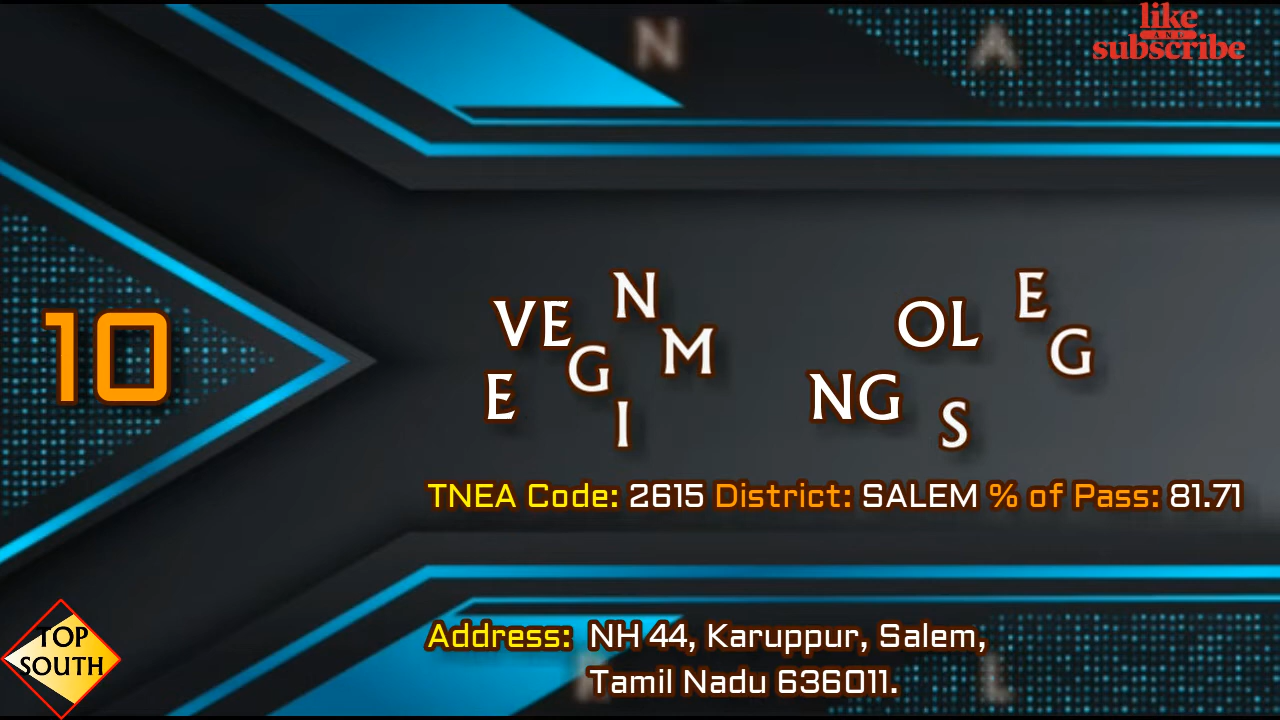 N A
like
AND
subscribe
N E
VE OL
G M G
E NG
I S
10
TNEA Code: 2615 District: SALEM % of Pass: 81.71
TOP
SOUTH
Address: NH 44, Karuppur, Salem,
Tamil Nadu 636011.
L